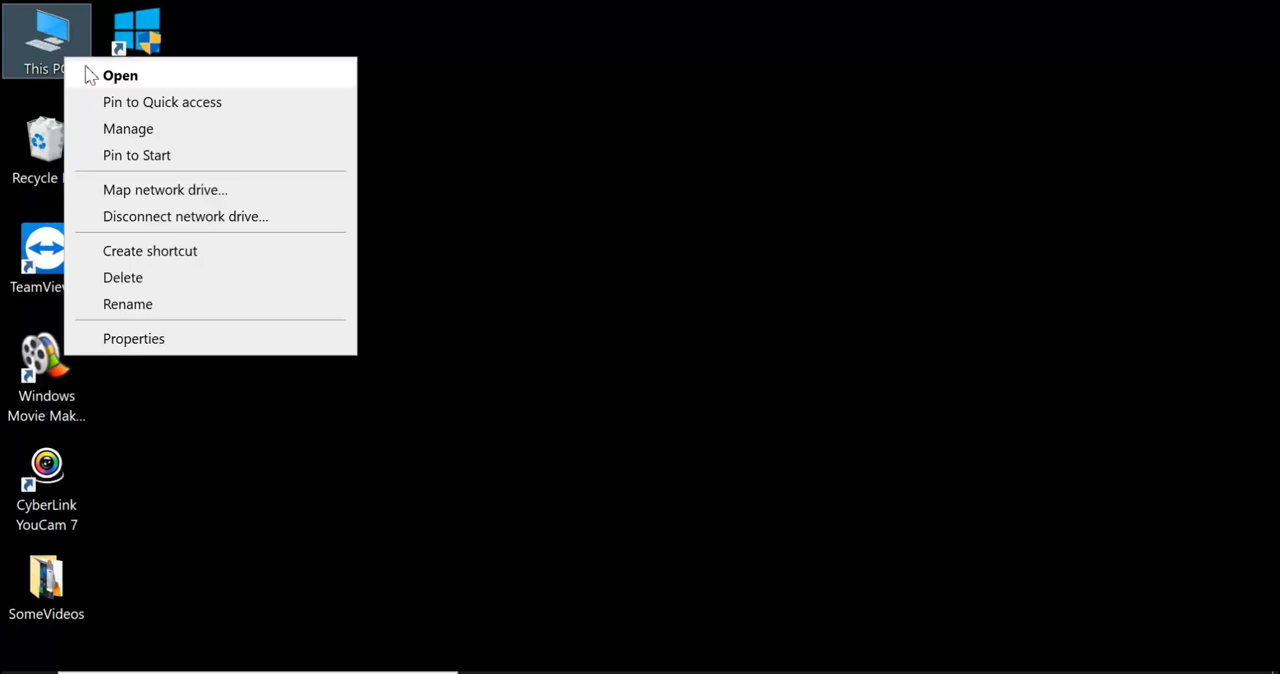 This
Open
Pin to Quick access
Manage
Pin to Start
Recycle
Map network drive...
Disconnect network drive...
Create shortcut
Delete
Rename
Properties
Windows
Movie Mak...
CyberLink
YouCam 7
SomeVideos